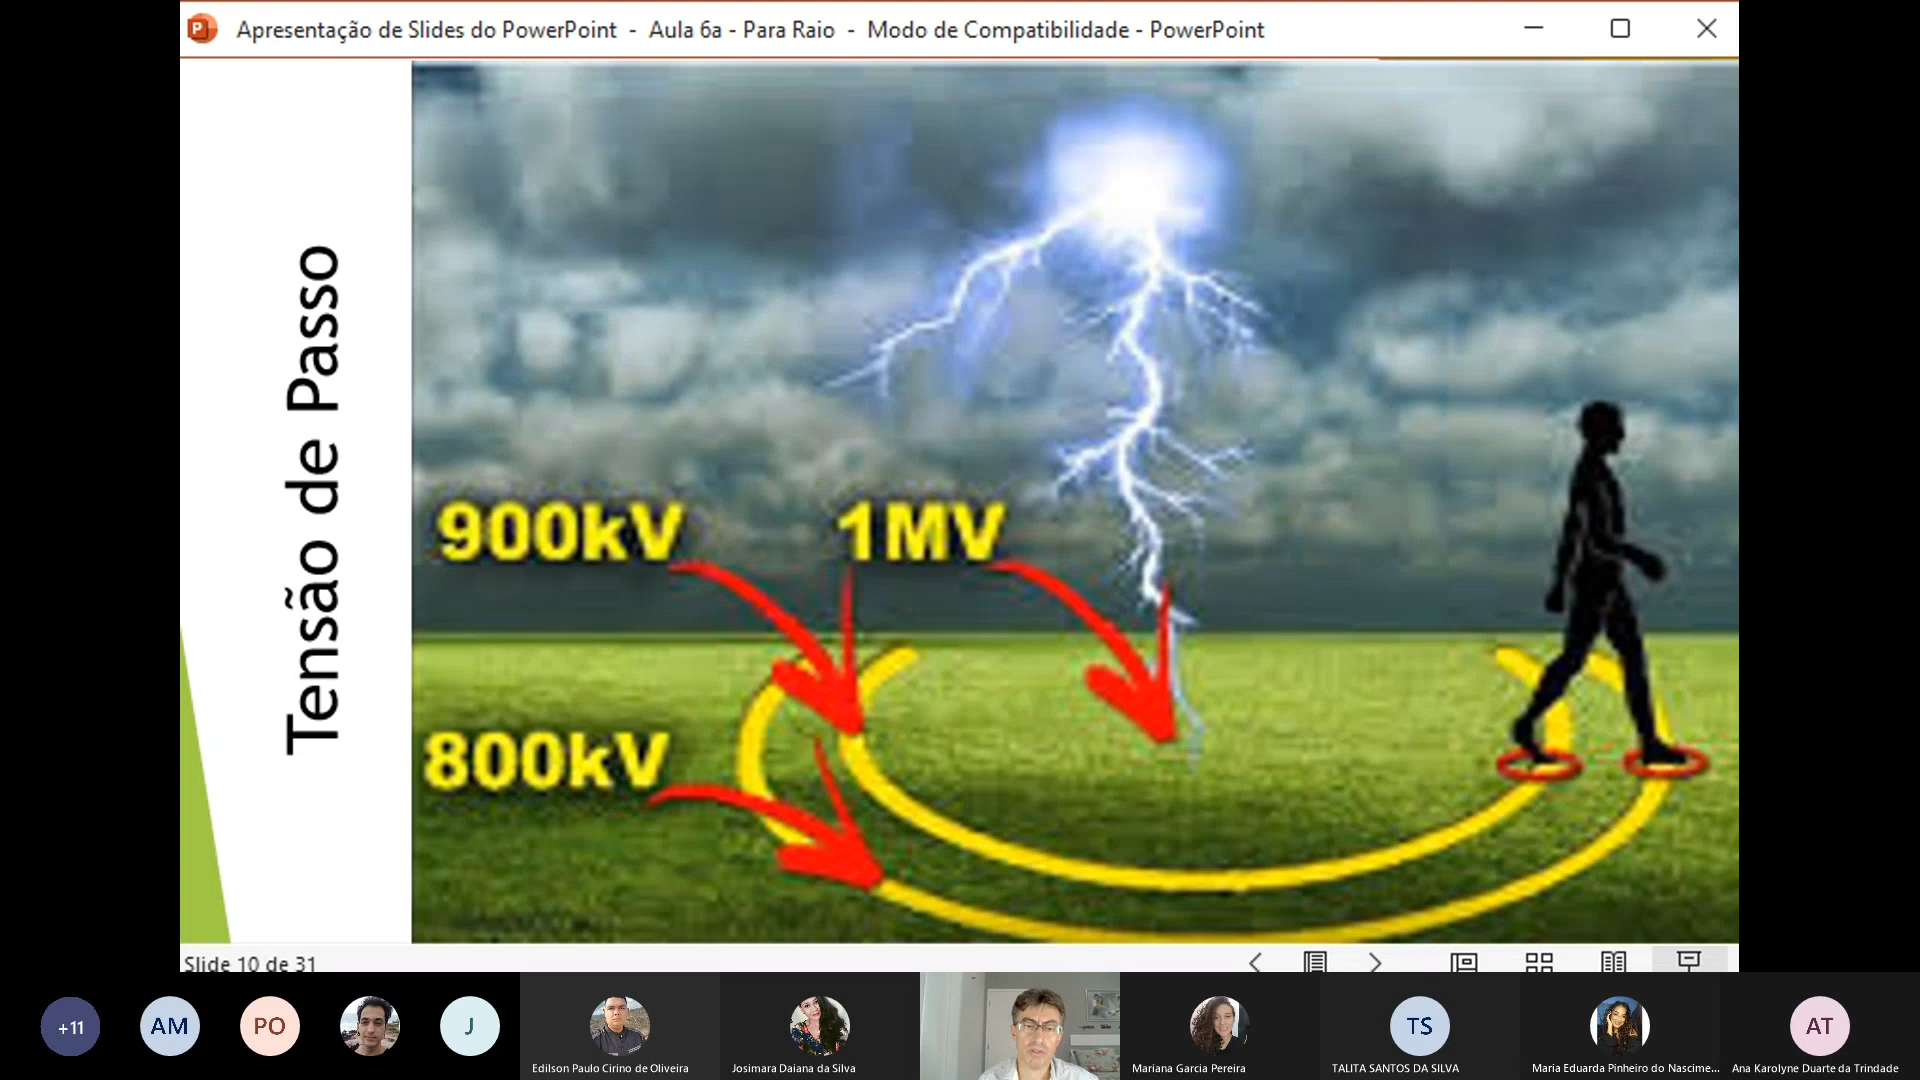 Apresentação de Slides do PowerPoint - Aula 6a - Para Raio - Modo de Compatibilidade - PowerPoint
Tensão de Passo
900kV
1MV
800kV
Slide 10 de 31
+11
AM
PO
J
TS
AT
Edilson Paulo Cirino de Oliveira
Josimara Daiana da Silva
Mariana Garcia Pereira
TALITA SANTOS DA SILVA
Maria Eduarda Pinheiro do Nascime...
Ana Karolyne Duarte da Trindade